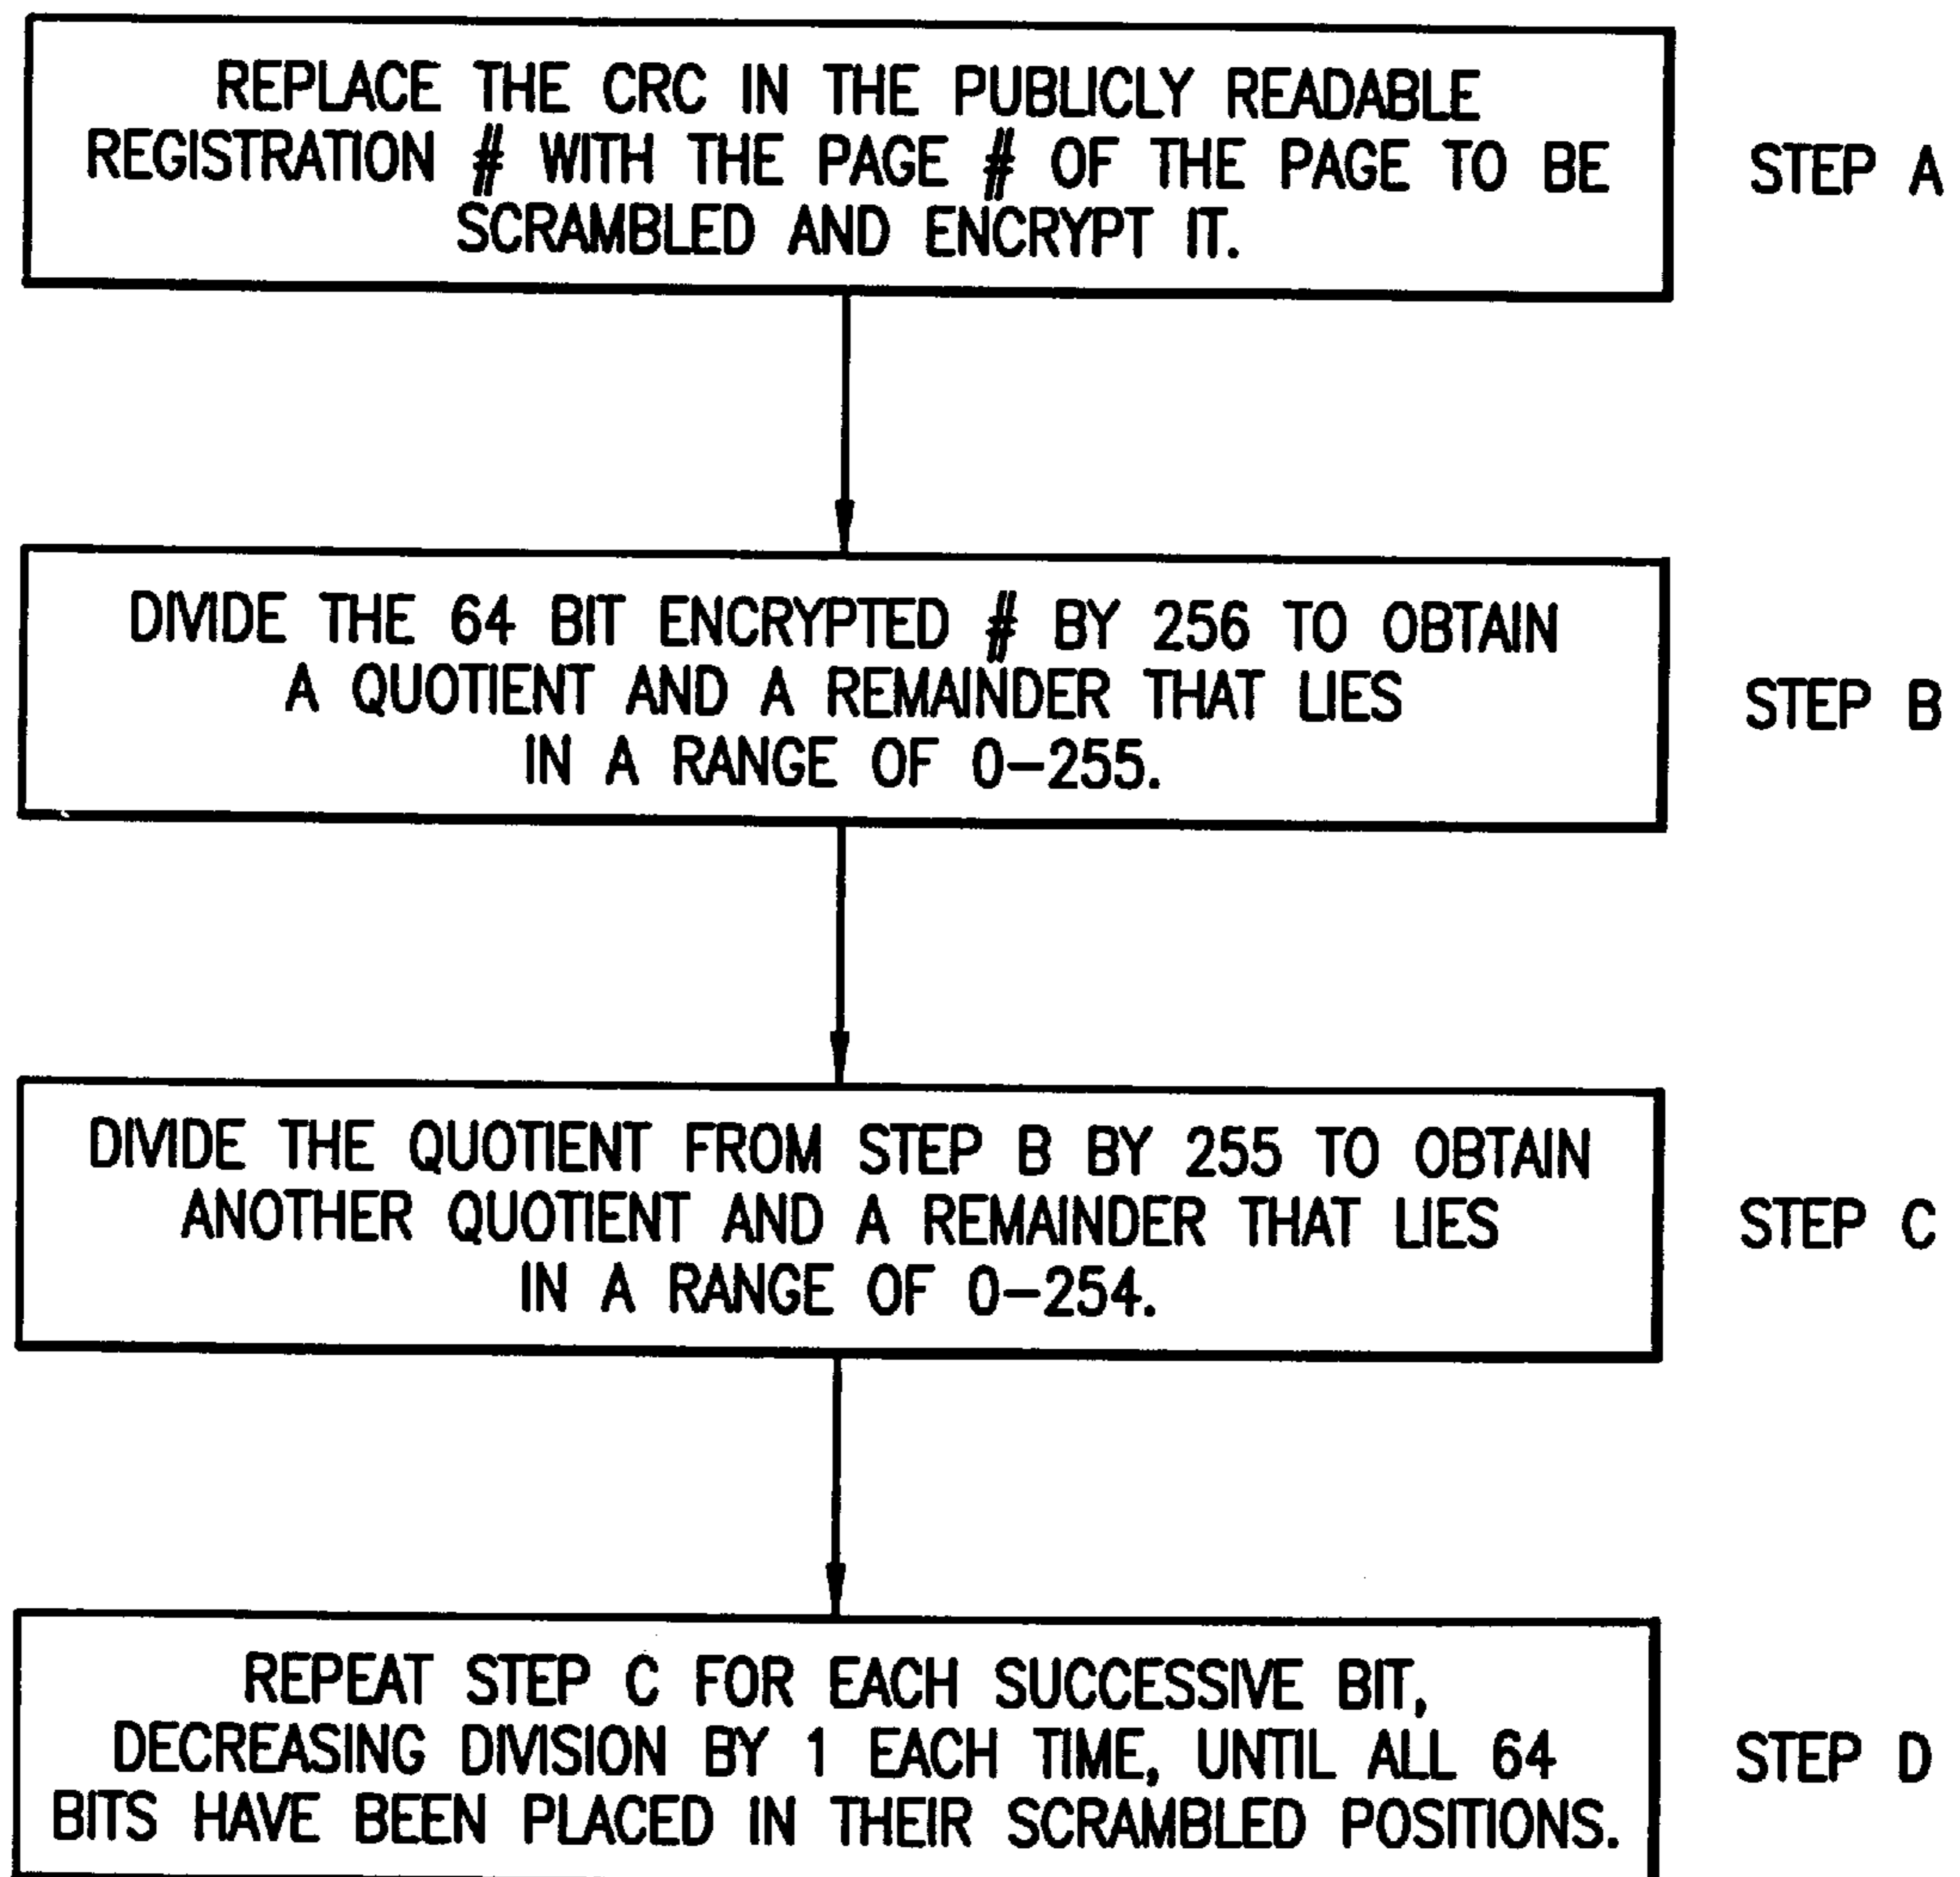 REPLACE THE CRC IN THE PUBLICLY READABLE
REGISTRATION # WITH THE PAGE # OF THE PAGE TO BE
SCRAMBLED AND ENCRYPT IT.
STEP A
DIVIDE THE 64 BIT ENCRYPTED # BY 256 TO OBTAIN
A QUOTIENT AND A REMAINDER THAT LIES
IN A RANGE OF 0-255.
STEP B
DIVIDE THE QUOTIENT FROM STEP B BY 255 TO OBTAIN
ANOTHER QUOTIENT AND A REMAINDER THAT LIES
IN A RANGE OF 0-254.
STEP C
REPEAT STEP C FOR EACH SUCCESSIVE BIT,
DECREASING DIVISION BY 1 EACH TIME, UNTIL ALL 64
BITS HAVE BEEN PLACED IN THEIR SCRAMBLED POSITIONS.
STEP D